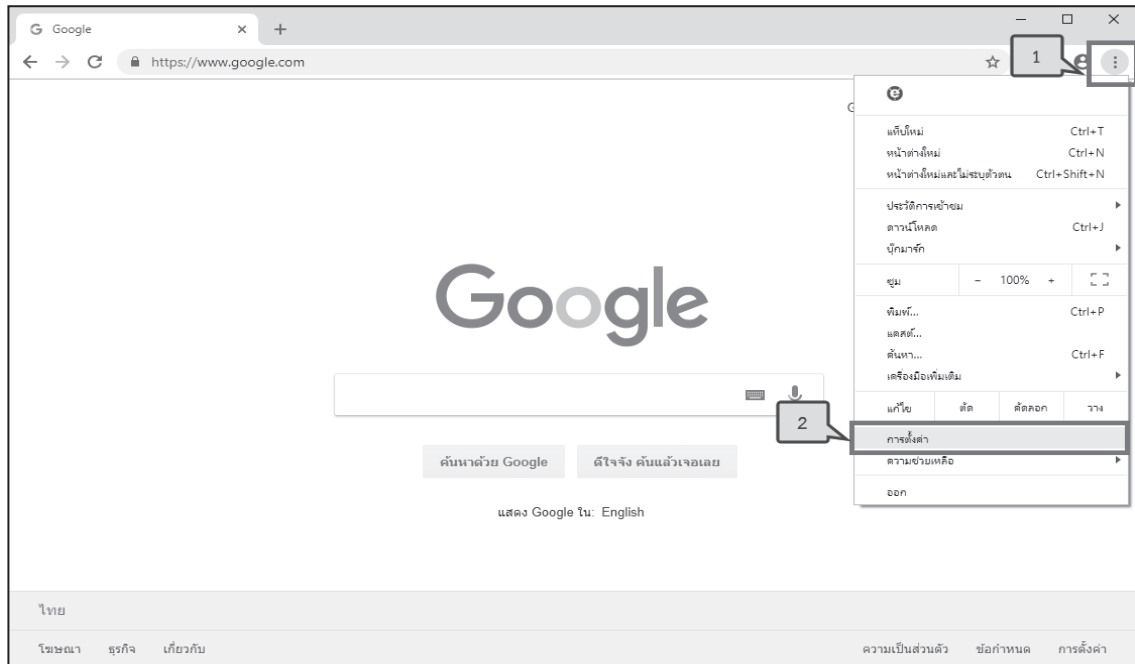 G Google
https://www.google.com
1
G
แท็บใหม่ Ctrl+T
หน้าต่างใหม่ Ctrl+N
หน้าต่างใหม่และไม่ระบุตัวตน Ctrl+Shift+N
ประวัติการเข้าชม
ดาวน์โหลด Ctrl+J
บุ๊กมาร์ก
ซูม - 100% +
พิมพ์... Ctrl+P
แคสต์...
ค้นหา... Ctrl+F
เครื่องมือเพิ่มเติม
แก้ไข ตัด คัดลอก วาง
2
การตั้งค่า
ความช่วยเหลือ
ออก
Google
ค้นหาด้วย Google ดีใจจัง ค้นแล้วเจอเลย
แสดง Google ใน: English
ไทย
โฆษณา ธุรกิจ เกี่ยวกับ ความเป็นส่วนตัว ข้อกำหนด การตั้งค่า